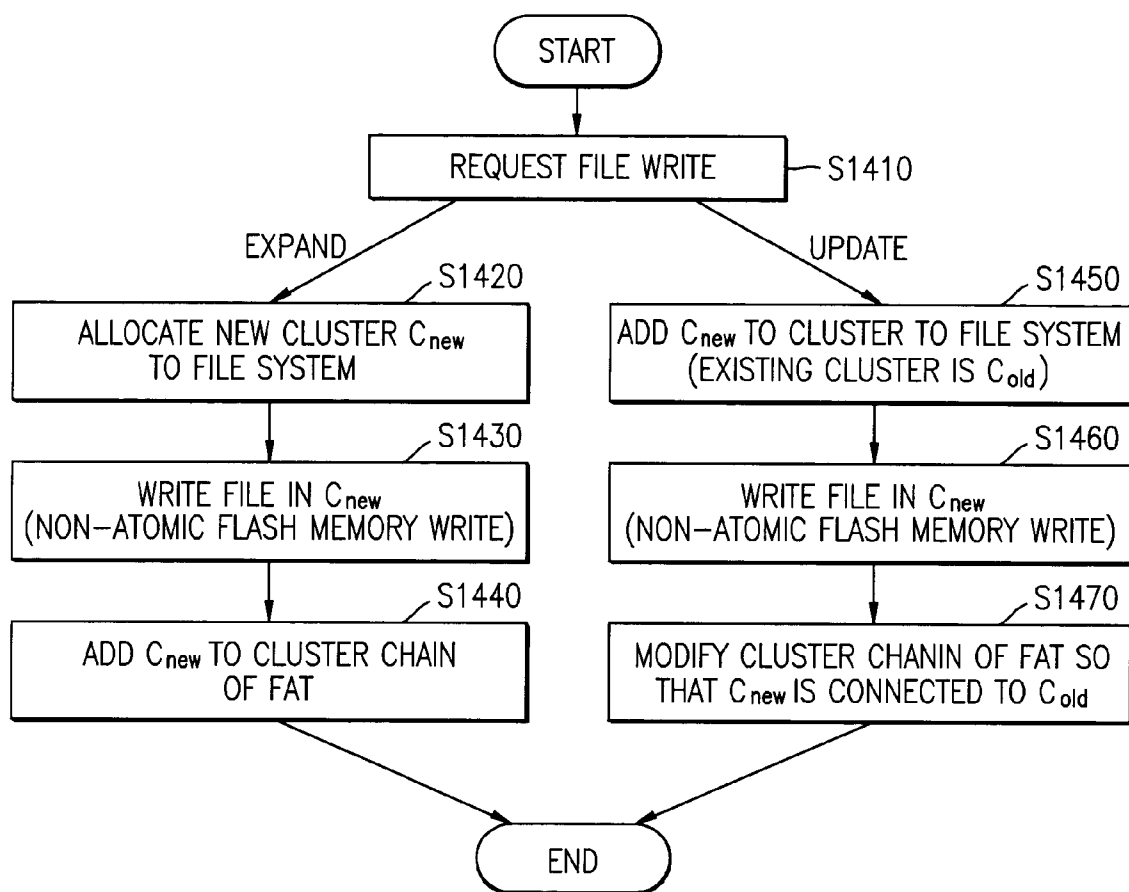 START
REQUEST FILE WRITE
S1410
EXPAND
UPDATE
S1420
ALLOCATE NEW CLUSTER Cnew
TO FILE SYSTEM
S1430
WRITE FILE IN Cnew
(NON-ATOMIC FLASH MEMORY WRITE)
S1440
ADD Cnew TO CLUSTER CHAIN
OF FAT
S1450
ADD Cnew TO CLUSTER TO FILE SYSTEM
(EXISTING CLUSTER IS Cold)
S1460
WRITE FILE IN Cnew
(NON-ATOMIC FLASH MEMORY WRITE)
S1470
MODIFY CLUSTER CHANIN OF FAT SO
THAT Cnew IS CONNECTED TO Cold
END